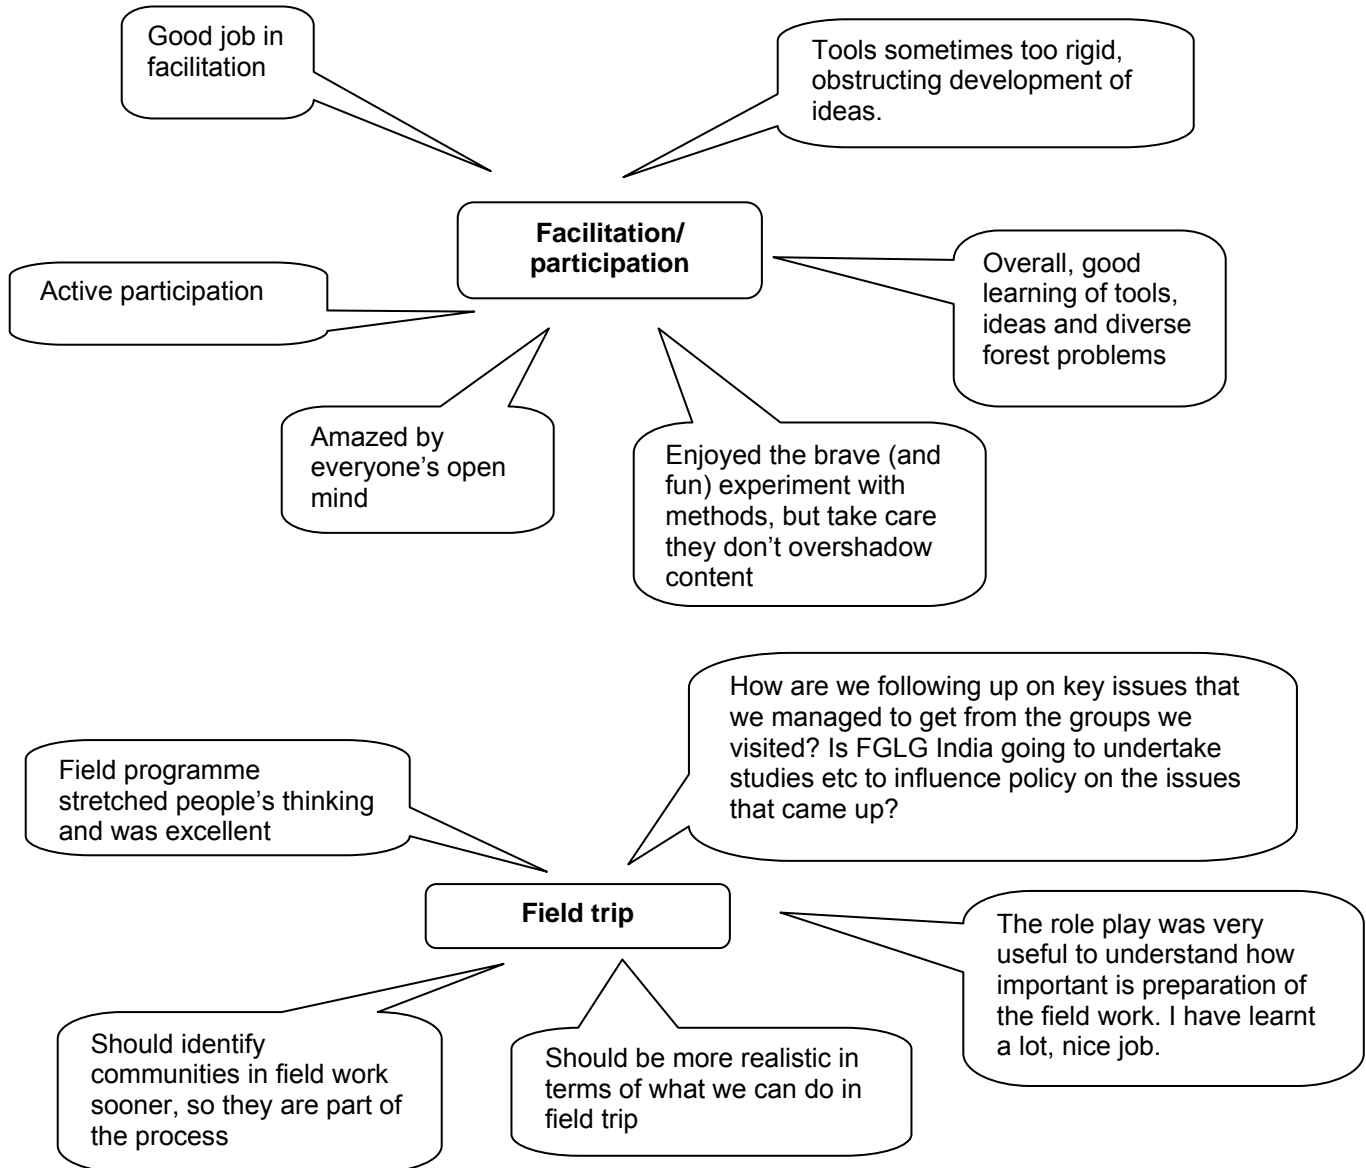 Good job in
facilitation
Tools sometimes too rigid,
obstructing development of
ideas.
Facilitation/
participation
Active participation
Overall, good
learning of tools,
ideas and diverse
forest problems
Amazed by
everyone’s open
mind
Enjoyed the brave (and
fun) experiment with
methods, but take care
they don’t overshadow
content
How are we following up on key issues that
we managed to get from the groups we
visited? Is FGLG India going to undertake
studies etc to influence policy on the issues
that came up?
Field programme
stretched people’s thinking
and was excellent
Field trip
The role play was very
useful to understand how
important is preparation of
the field work. I have learnt
a lot, nice job.
Should identify
communities in field work
sooner, so they are part of
the process
Should be more realistic in
terms of what we can do in
field trip